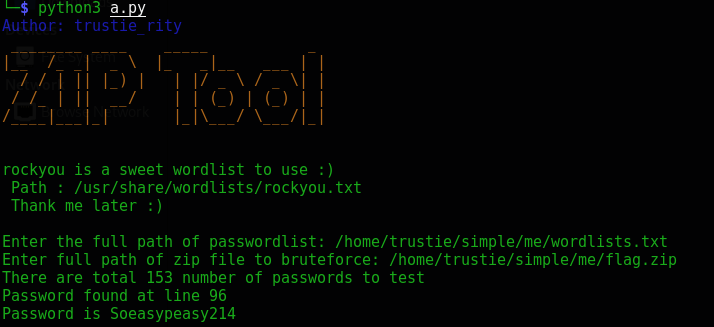 └─$ python3 a.py
Author: trustie_rity
ZIP Tool
rockyou is a sweet wordlist to use :)
Path : /usr/share/wordlists/rockyou.txt
Thank me later :)
Enter the full path of passwordlist: /home/trustie/simple/me/wordlists.txt
Enter full path of zip file to bruteforce: /home/trustie/simple/me/flag.zip
There are total 153 number of passwords to test
Password found at line 96
Password is Soeasypeasy214